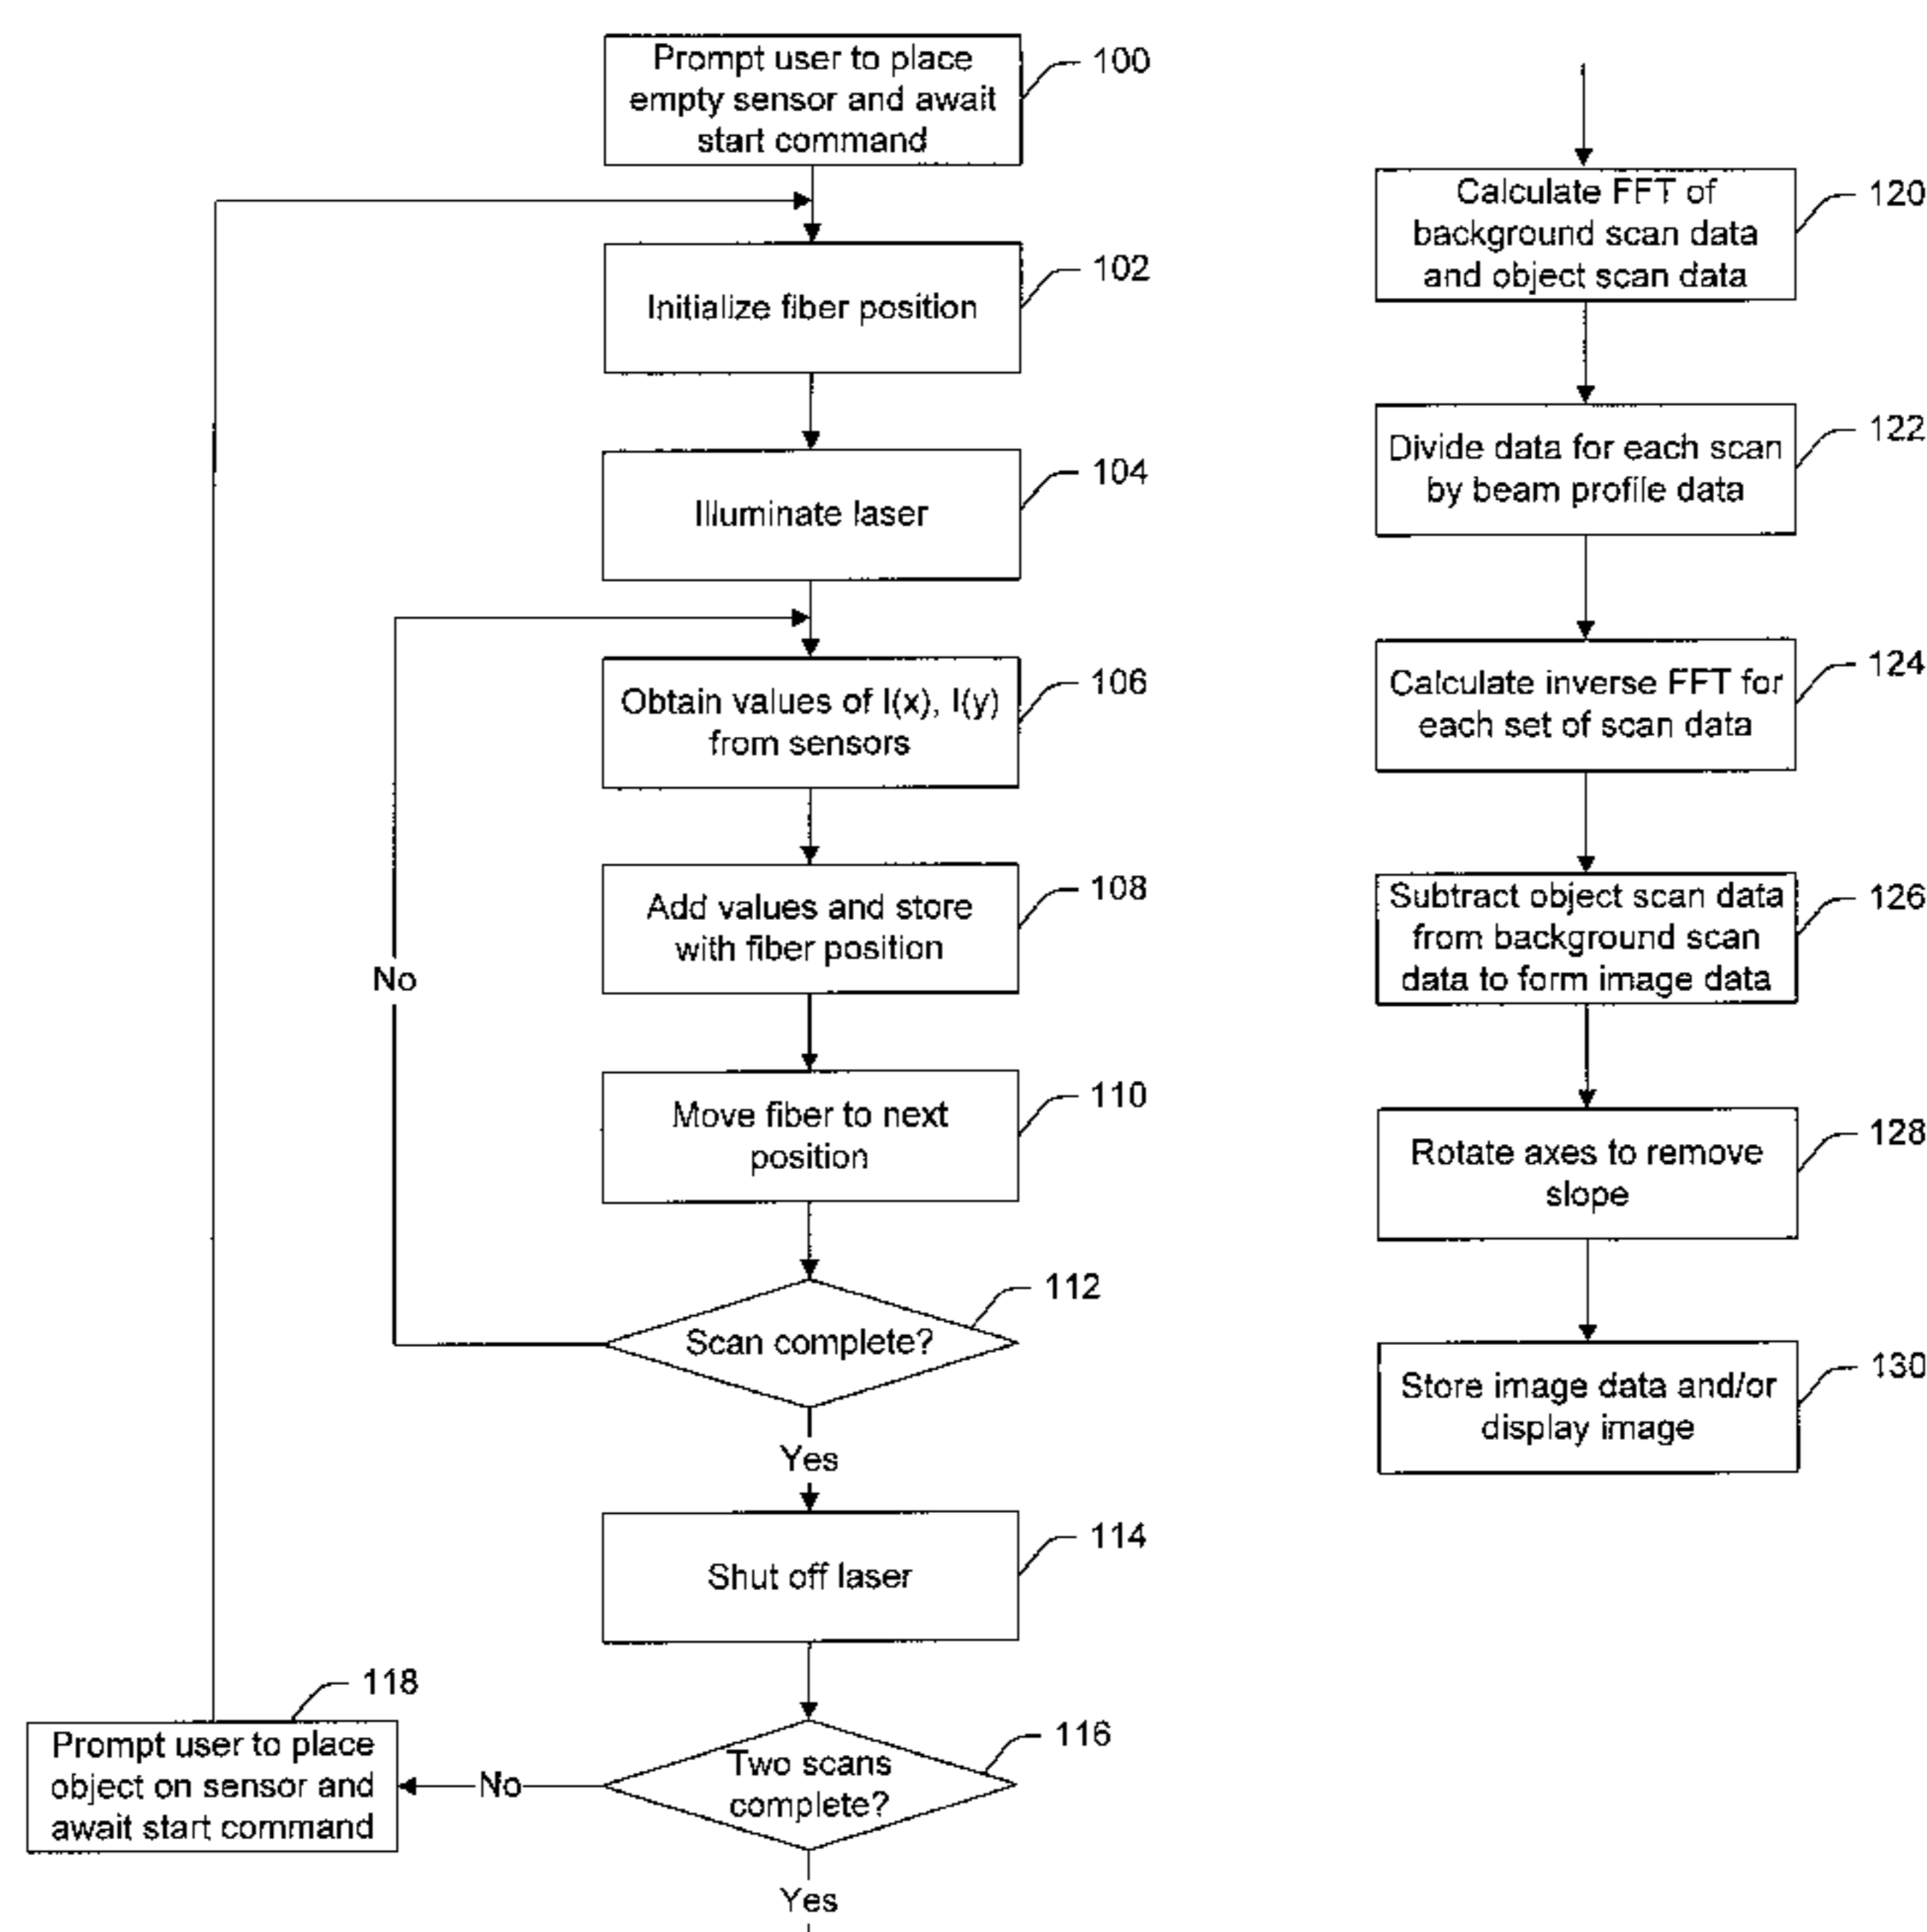 Prompt user to place
empty sensor and await
start command
100
Initialize fiber position
102
Illuminate laser
104
Obtain values of I(x), I(y)
from sensors
106
Add values and store
with fiber position
108
No
Move fiber to next
position
110
Scan complete?
112
Yes
Shut off laser
114
Two scans
complete?
116
No
Prompt user to place
object on sensor and
await start command
118
Yes
Calculate FFT of
background scan data
and object scan data
120
Divide data for each scan
by beam profile data
122
Calculate inverse FFT for
each set of scan data
124
Subtract object scan data
from background scan
data to form image data
126
Rotate axes to remove
slope
128
Store image data and/or
display image
130